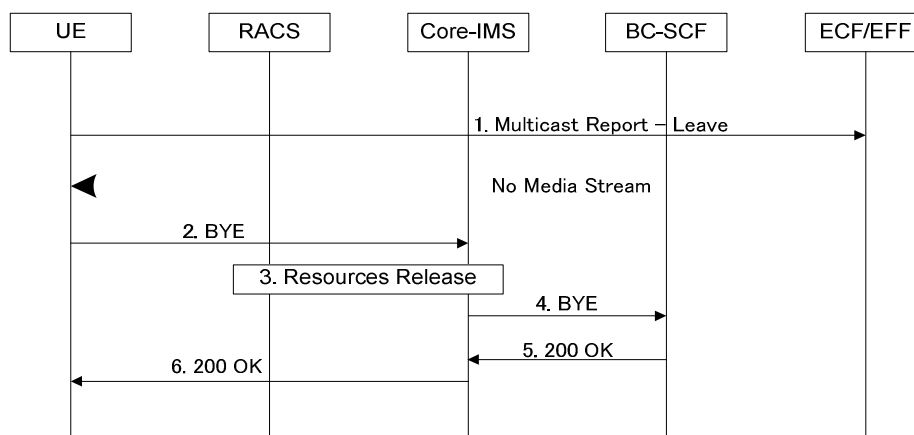 UE
RACS
Core-IMS
BC-SCF
ECF/EFF
1. Multicast Report – Leave
No Media Stream
2. BYE
3. Resources Release
4. BYE
5. 200 OK
6. 200 OK